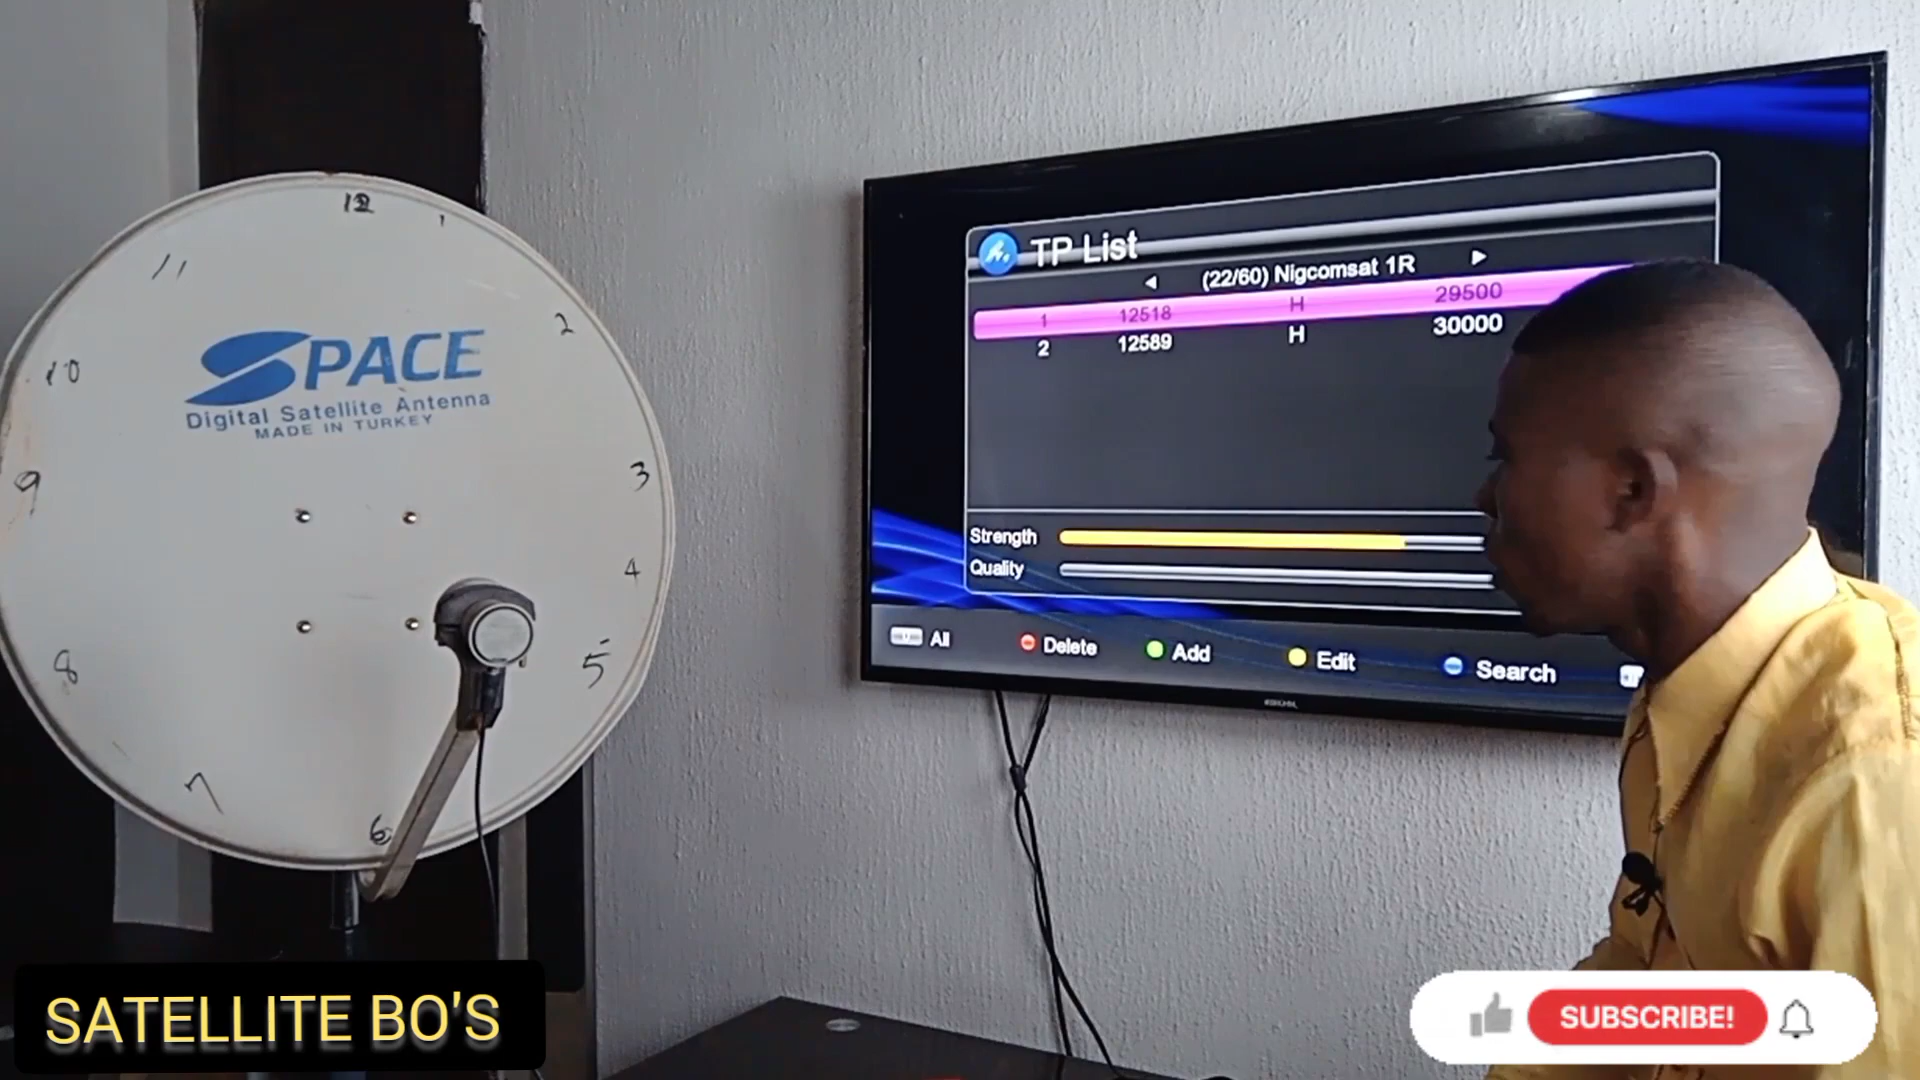 12
1
11
2
10
SPACE
Digital Satellite Antenna
MADE IN TURKEY
3
9
4
5
8
7
6
TP List
(22/60) Nigcomsat 1R
1 12518 H 29500
2 12589 H 30000
Strength
Quality
All Delete Add Edit Search
SATELLITE BO'S
SUBSCRIBE!